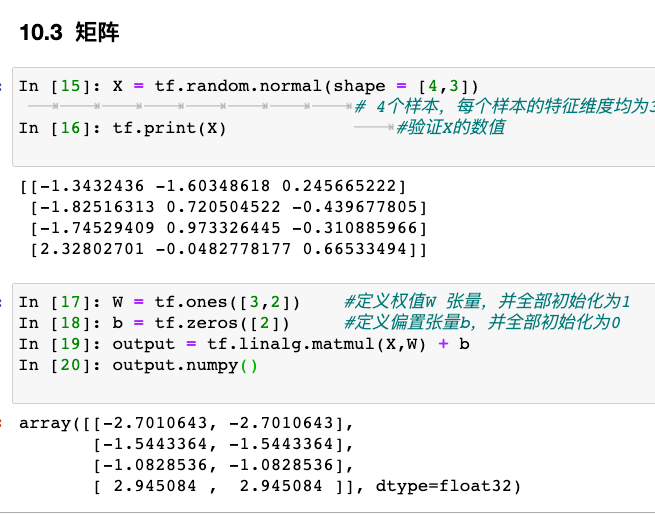 10.3 矩阵
In [15]: X = tf.random.normal(shape = [4,3])
# 4个样本，每个样本的特征维度均为3
In [16]: tf.print(X) #验证X的数值
[[-1.3432436 -1.60348618 0.245665222]
[-1.82516313 0.720504522 -0.439677805]
[-1.74529409 0.973326445 -0.310885966]
[2.32802701 -0.0482778177 0.66533494]]
In [17]: W = tf.ones([3,2]) #定义权值W 张量，并全部初始化为1
In [18]: b = tf.zeros([2]) #定义偏置张量b，并全部初始化为0
In [19]: output = tf.linalg.matmul(X,W) + b
In [20]: output.numpy()
array([[-2.7010643, -2.7010643],
[-1.5443364, -1.5443364],
[-1.0828536, -1.0828536],
[ 2.945084 , 2.945084 ]], dtype=float32)